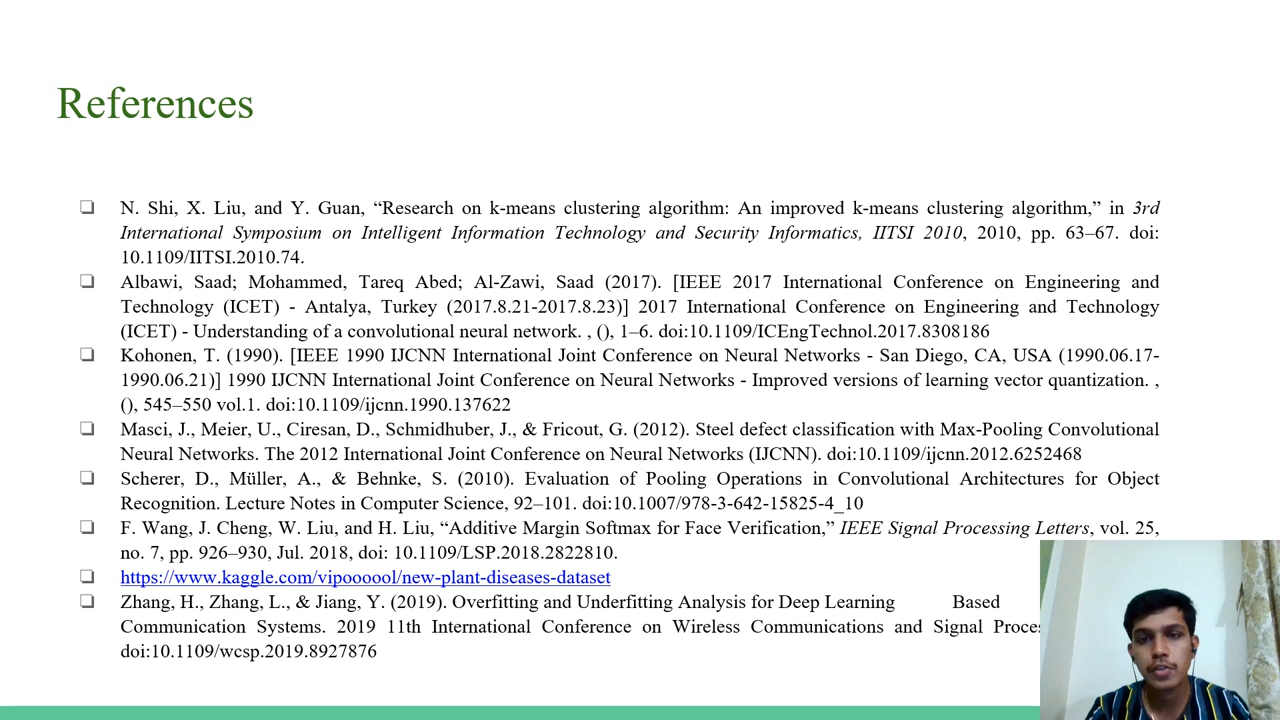 References
❏ N. Shi, X. Liu, and Y. Guan, “Research on k-means clustering algorithm: An improved k-means clustering algorithm,” in 3rd
International Symposium on Intelligent Information Technology and Security Informatics, IITSI 2010, 2010, pp. 63–67. doi:
10.1109/IITSI.2010.74.
❏ Albawi, Saad; Mohammed, Tareq Abed; Al-Zawi, Saad (2017). [IEEE 2017 International Conference on Engineering and
Technology (ICET) - Antalya, Turkey (2017.8.21-2017.8.23)] 2017 International Conference on Engineering and Technology
(ICET) - Understanding of a convolutional neural network. , (), 1–6. doi:10.1109/ICEngTechnol.2017.8308186
❏ Kohonen, T. (1990). [IEEE 1990 IJCNN International Joint Conference on Neural Networks - San Diego, CA, USA (1990.06.17-
1990.06.21)] 1990 IJCNN International Joint Conference on Neural Networks - Improved versions of learning vector quantization. ,
(), 545–550 vol.1. doi:10.1109/ijcnn.1990.137622
❏ Masci, J., Meier, U., Ciresan, D., Schmidhuber, J., & Fricout, G. (2012). Steel defect classification with Max-Pooling Convolutional
Neural Networks. The 2012 International Joint Conference on Neural Networks (IJCNN). doi:10.1109/ijcnn.2012.6252468
❏ Scherer, D., Müller, A., & Behnke, S. (2010). Evaluation of Pooling Operations in Convolutional Architectures for Object
Recognition. Lecture Notes in Computer Science, 92–101. doi:10.1007/978-3-642-15825-4_10
❏ F. Wang, J. Cheng, W. Liu, and H. Liu, “Additive Margin Softmax for Face Verification,” IEEE Signal Processing Letters, vol. 25,
no. 7, pp. 926–930, Jul. 2018, doi: 10.1109/LSP.2018.2822810.
❏ https://www.kaggle.com/vipoooool/new-plant-diseases-dataset
❏ Zhang, H., Zhang, L., & Jiang, Y. (2019). Overfitting and Underfitting Analysis for Deep Learning Based
Communication Systems. 2019 11th International Conference on Wireless Communications and Signal
doi:10.1109/wcsp.2019.8927876